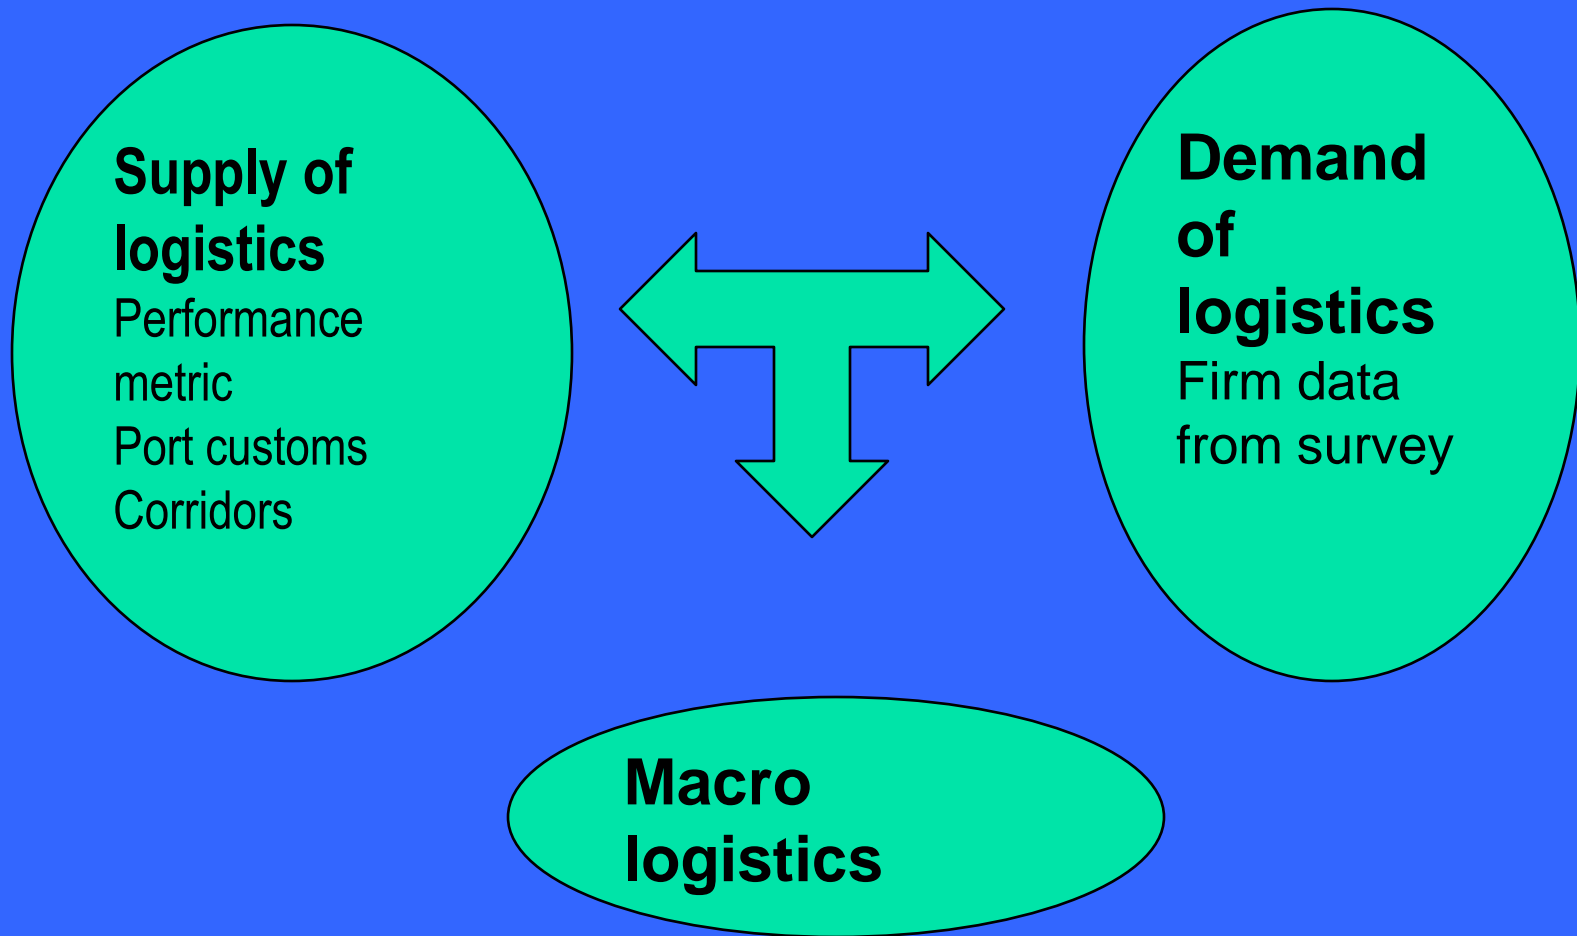 Supply of
logistics
Performance
metric
Port customs
Corridors
Demand
of
logistics
Firm data
from survey
Macro
logistics